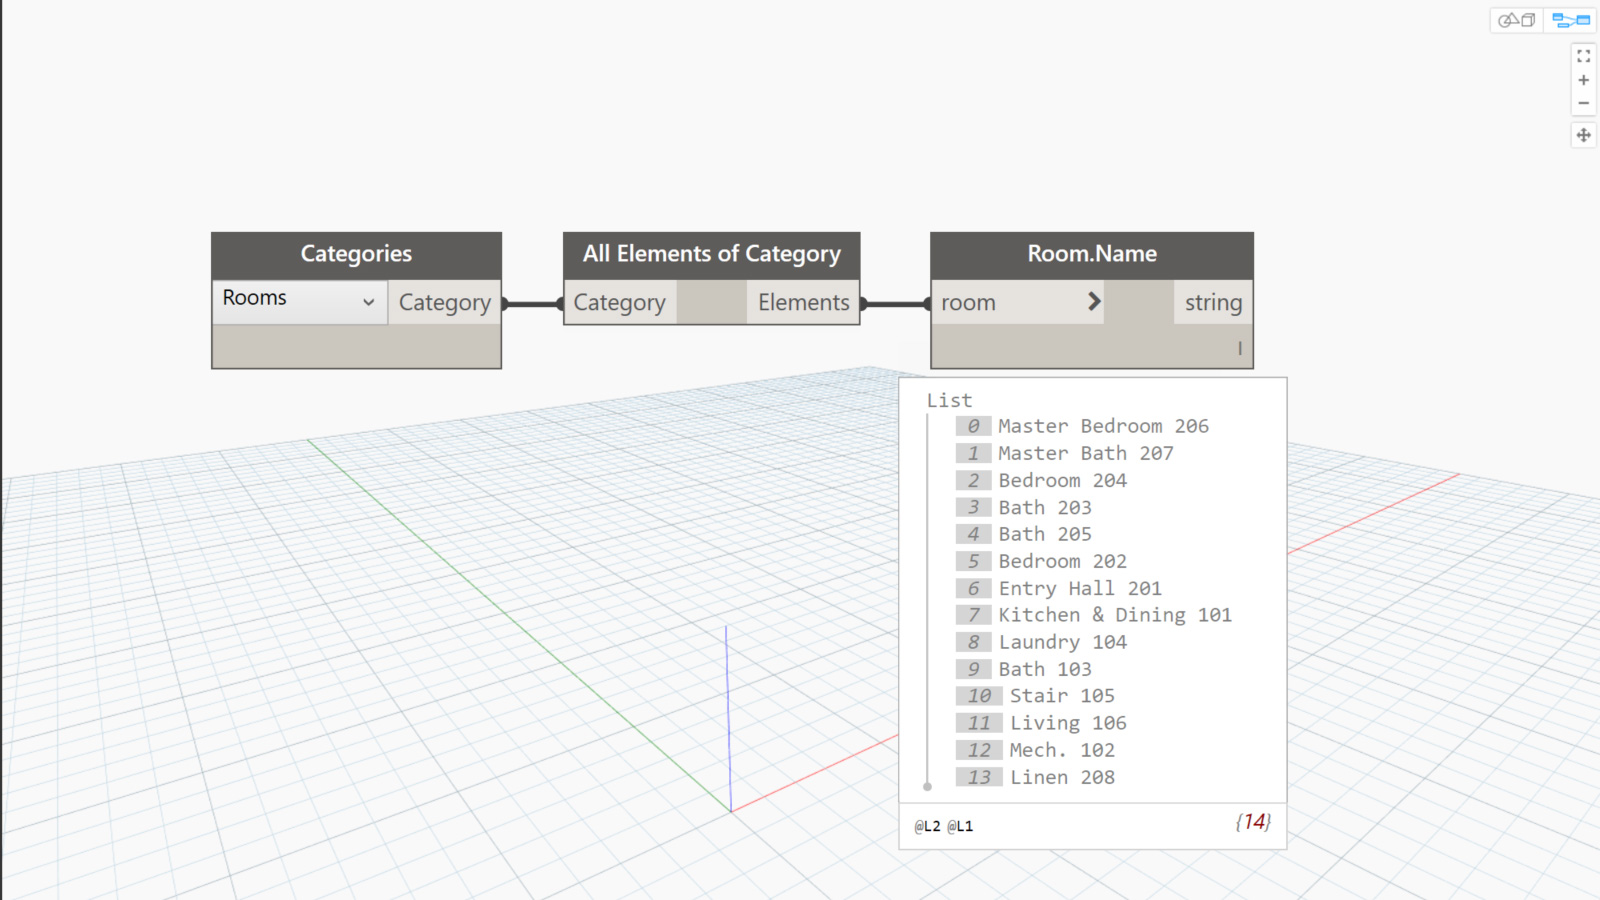 Categories
Rooms Category
All Elements of Category
Category Elements
Room.Name
room string
List
0 Master Bedroom 206
1 Master Bath 207
2 Bedroom 204
3 Bath 203
4 Bath 205
5 Bedroom 202
6 Entry Hall 201
7 Kitchen & Dining 101
8 Laundry 104
9 Bath 103
10 Stair 105
11 Living 106
12 Mech. 102
13 Linen 208
@L2 @L1 {14}